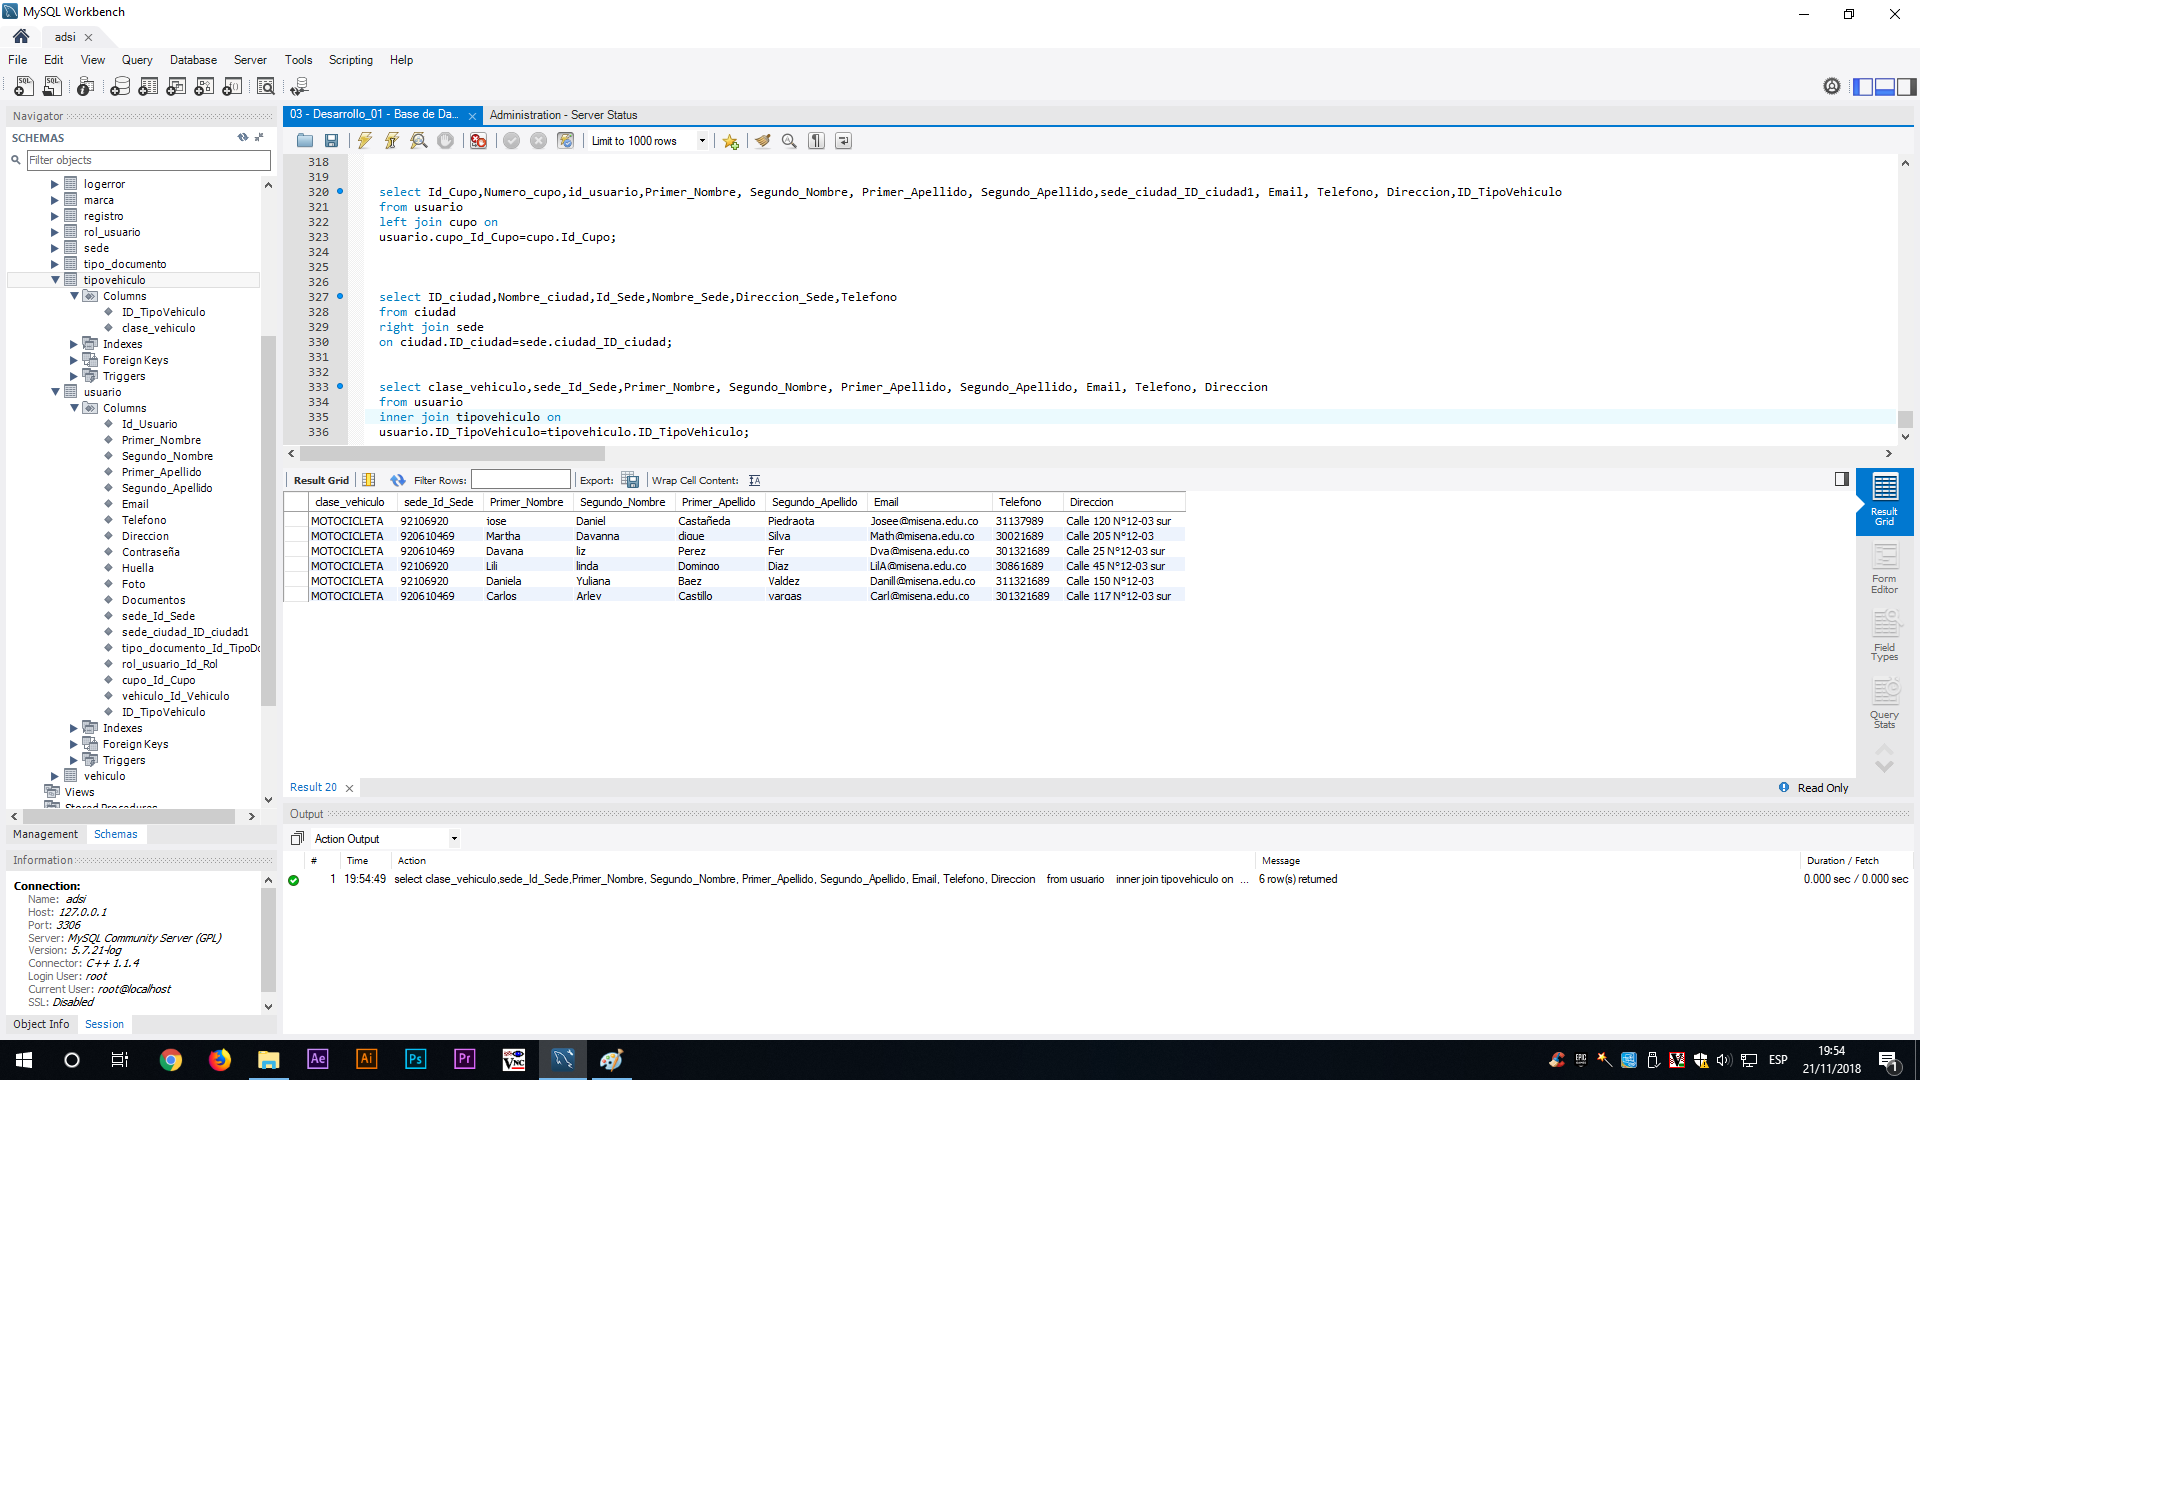 MySQL Workbench
adsi
File Edit View Query Database Server Tools Scripting Help
Navigator
SCHEMAS
Filter objects
logerror
marca
registro
rol_usuario
sede
tipo_documento
tipovehiculo
Columns
ID_TipoVehiculo
clase_vehiculo
Indexes
Foreign Keys
Triggers
usuario
Columns
Id_Usuario
Primer_Nombre
Segundo_Nombre
Primer_Apellido
Segundo_Apellido
Email
Telefono
Direccion
Contraseña
Huella
Foto
Documentos
sede_Id_Sede
sede_ciudad_ID_ciudad1
tipo_documento_Id_TipoDo
rol_usuario_Id_Rol
cupo_Id_Cupo
vehiculo_Id_Vehiculo
ID_TipoVehiculo
Indexes
Foreign Keys
Triggers
vehiculo
Views
Stored Procedures
Management Schemas
Information
Connection:
Name: adsi
Host: 127.0.0.1
Port: 3306
Server: MySQL Community Server (GPL)
Version: 5.7.21-log
Connector: C++ 1.1.4
Login User: root
Current User: root@localhost
SSL: Disabled
Object Info Session
03 - Desarrollo_01 - Base de Da... Administration - Server Status
Limit to 1000 rows
318
319
320 select Id_Cupo,Numero_cupo,id_usuario,Primer_Nombre, Segundo_Nombre, Primer_Apellido, Segundo_Apellido,sede_ciudad_ID_ciudad1, Email, Telefono, Direccion,ID_TipoVehiculo
321 from usuario
322 left join cupo on
323 usuario.cupo_Id_Cupo=cupo.Id_Cupo;
324
325
326
327 select ID_ciudad,Nombre_ciudad,Id_Sede,Nombre_Sede,Direccion_Sede,Telefono
328 from ciudad
329 right join sede
330 on ciudad.ID_ciudad=sede.ciudad_ID_ciudad;
331
332
333 select clase_vehiculo,sede_Id_Sede,Primer_Nombre, Segundo_Nombre, Primer_Apellido, Segundo_Apellido, Email, Telefono, Direccion
334 from usuario
335 inner join tipovehiculo on
336 usuario.ID_TipoVehiculo=tipovehiculo.ID_TipoVehiculo;
Result Grid Filter Rows: Export: Wrap Cell Content:
clase_vehiculo sede_Id_Sede Primer_Nombre Segundo_Nombre Primer_Apellido Segundo_Apellido Email Telefono Direccion
MOTOCICLETA 92106920 jose Daniel Castañeda Piedraota Josee@misena.edu.co 31137989 Calle 120 N°12-03 sur
MOTOCICLETA 920610469 Martha Davanna dique Silva Math@misena.edu.co 30021689 Calle 205 N°12-03
MOTOCICLETA 920610469 Dayana liz Perez Fer Dya@misena.edu.co 301321689 Calle 25 N°12-03 sur
MOTOCICLETA 92106920 Lili linda Domingo Diaz LilA@misena.edu.co 30861689 Calle 45 N°12-03 sur
MOTOCICLETA 92106920 Daniela Yuliana Baez Valdez Danill@misena.edu.co 311321689 Calle 150 N°12-03
MOTOCICLETA 920610469 Carlos Arley Castillo vargas Carl@misena.edu.co 301321689 Calle 117 N°12-03 sur
Result Grid
Form Editor
Field Types
Query Stats
Result 20 Read Only
Output
Action Output
# Time Action Message Duration / Fetch
1 19:54:49 select clase_vehiculo,sede_Id_Sede,Primer_Nombre, Segundo_Nombre, Primer_Apellido, Segundo_Apellido, Email, Telefono, Direccion from usuario inner join tipovehiculo on ... 6 row(s) returned 0.000 sec / 0.000 sec
Ae Ai Ps Pr VNC
ESP
19:54
21/11/2018
1